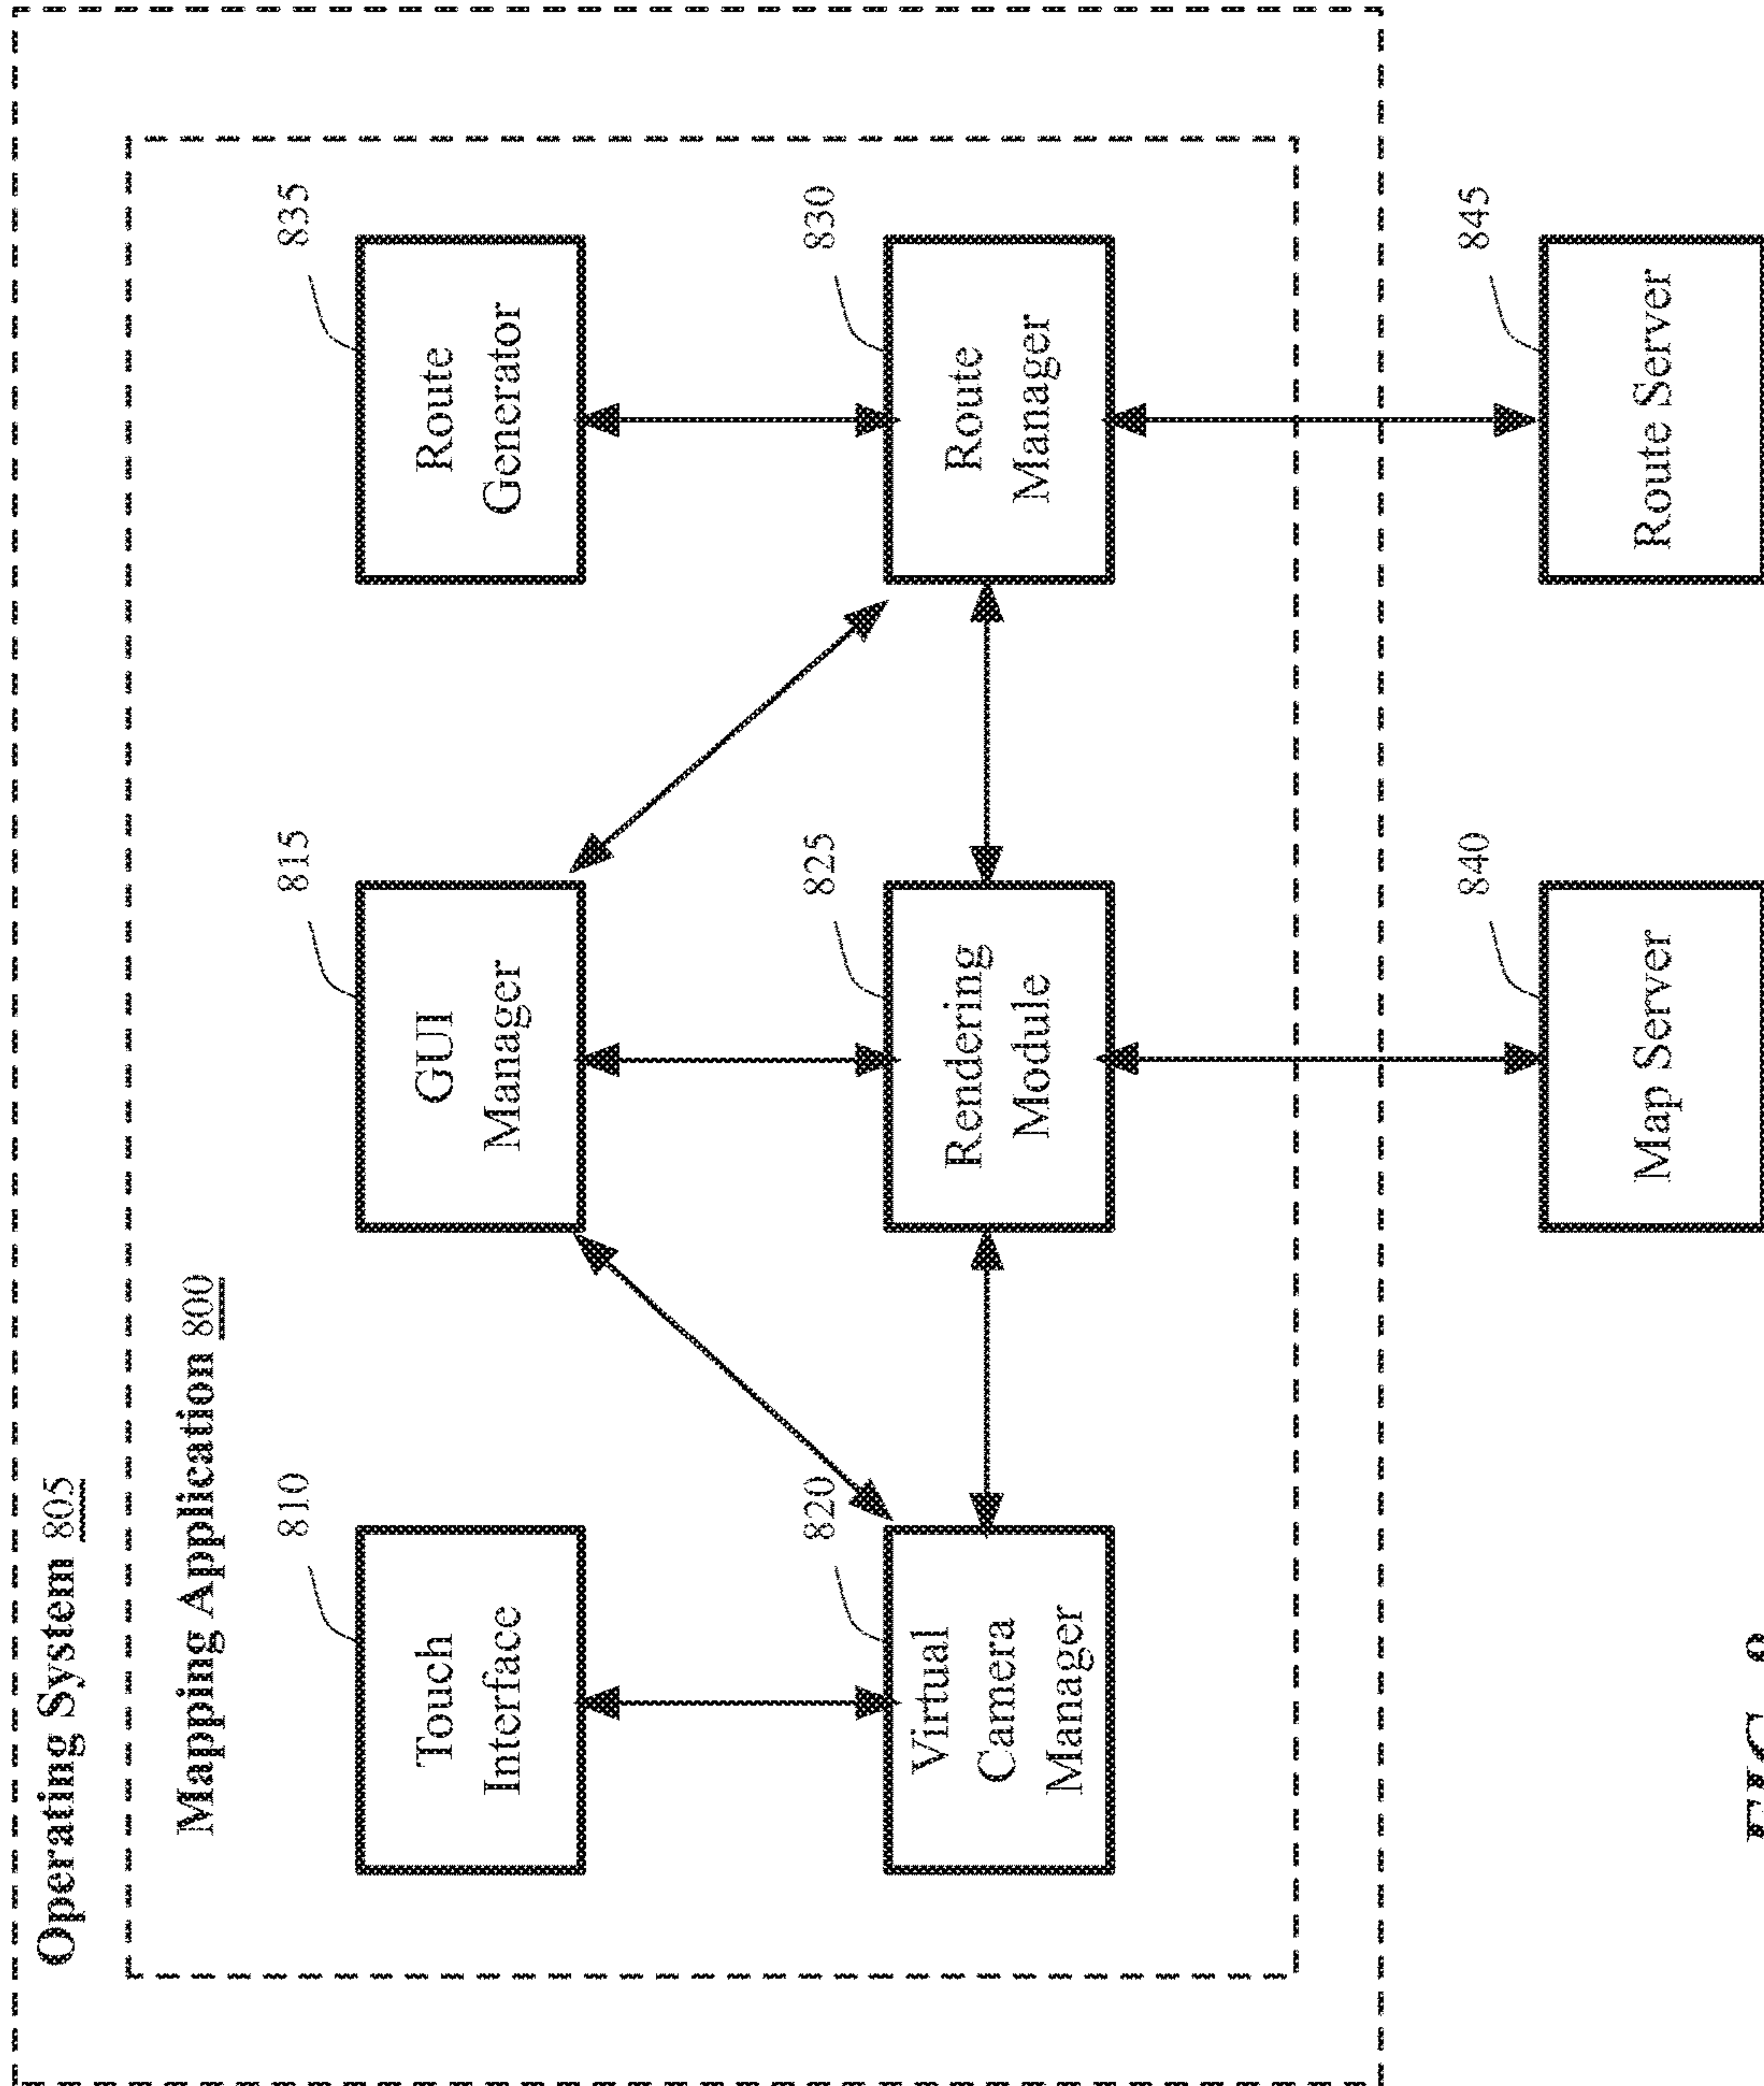 Operating System 805
Mapping Application 800
810
Touch
Interface
815
GUI
Manager
835
Route
Generator
820
Virtual
Camera
Manager
825
Rendering
Module
830
Route
Manager
840
Map Server
845
Route Server